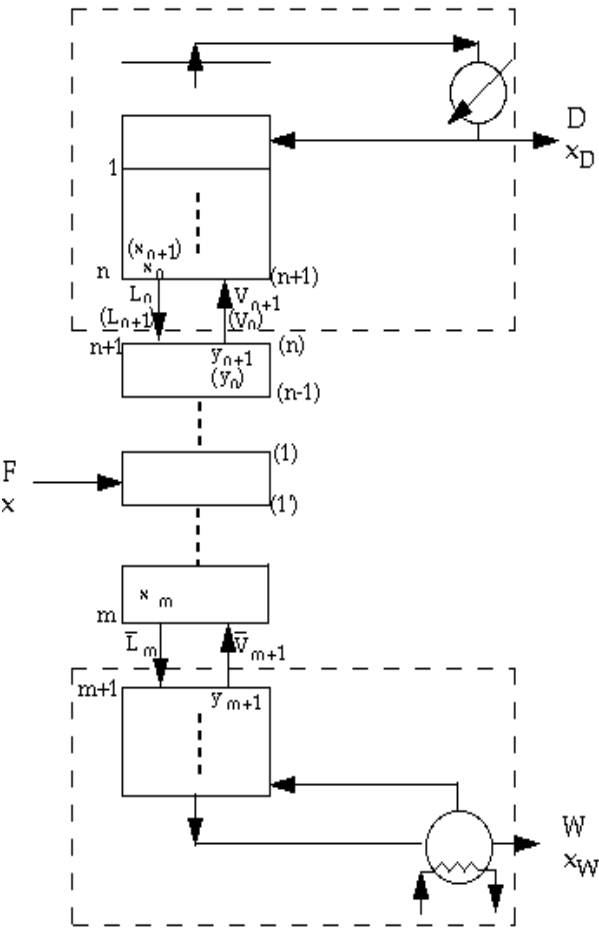 D
x_D
1
(x_n+1)
n x_n (n+1)
L_n V_n+1
(L_n+1) (V_n)
n+1 y_n+1 (n)
(y_n)
(n-1)
(1)
F
x
(1')
x_m
m
L̅_m V̅_m+1
m+1 y_m+1
W
x_W